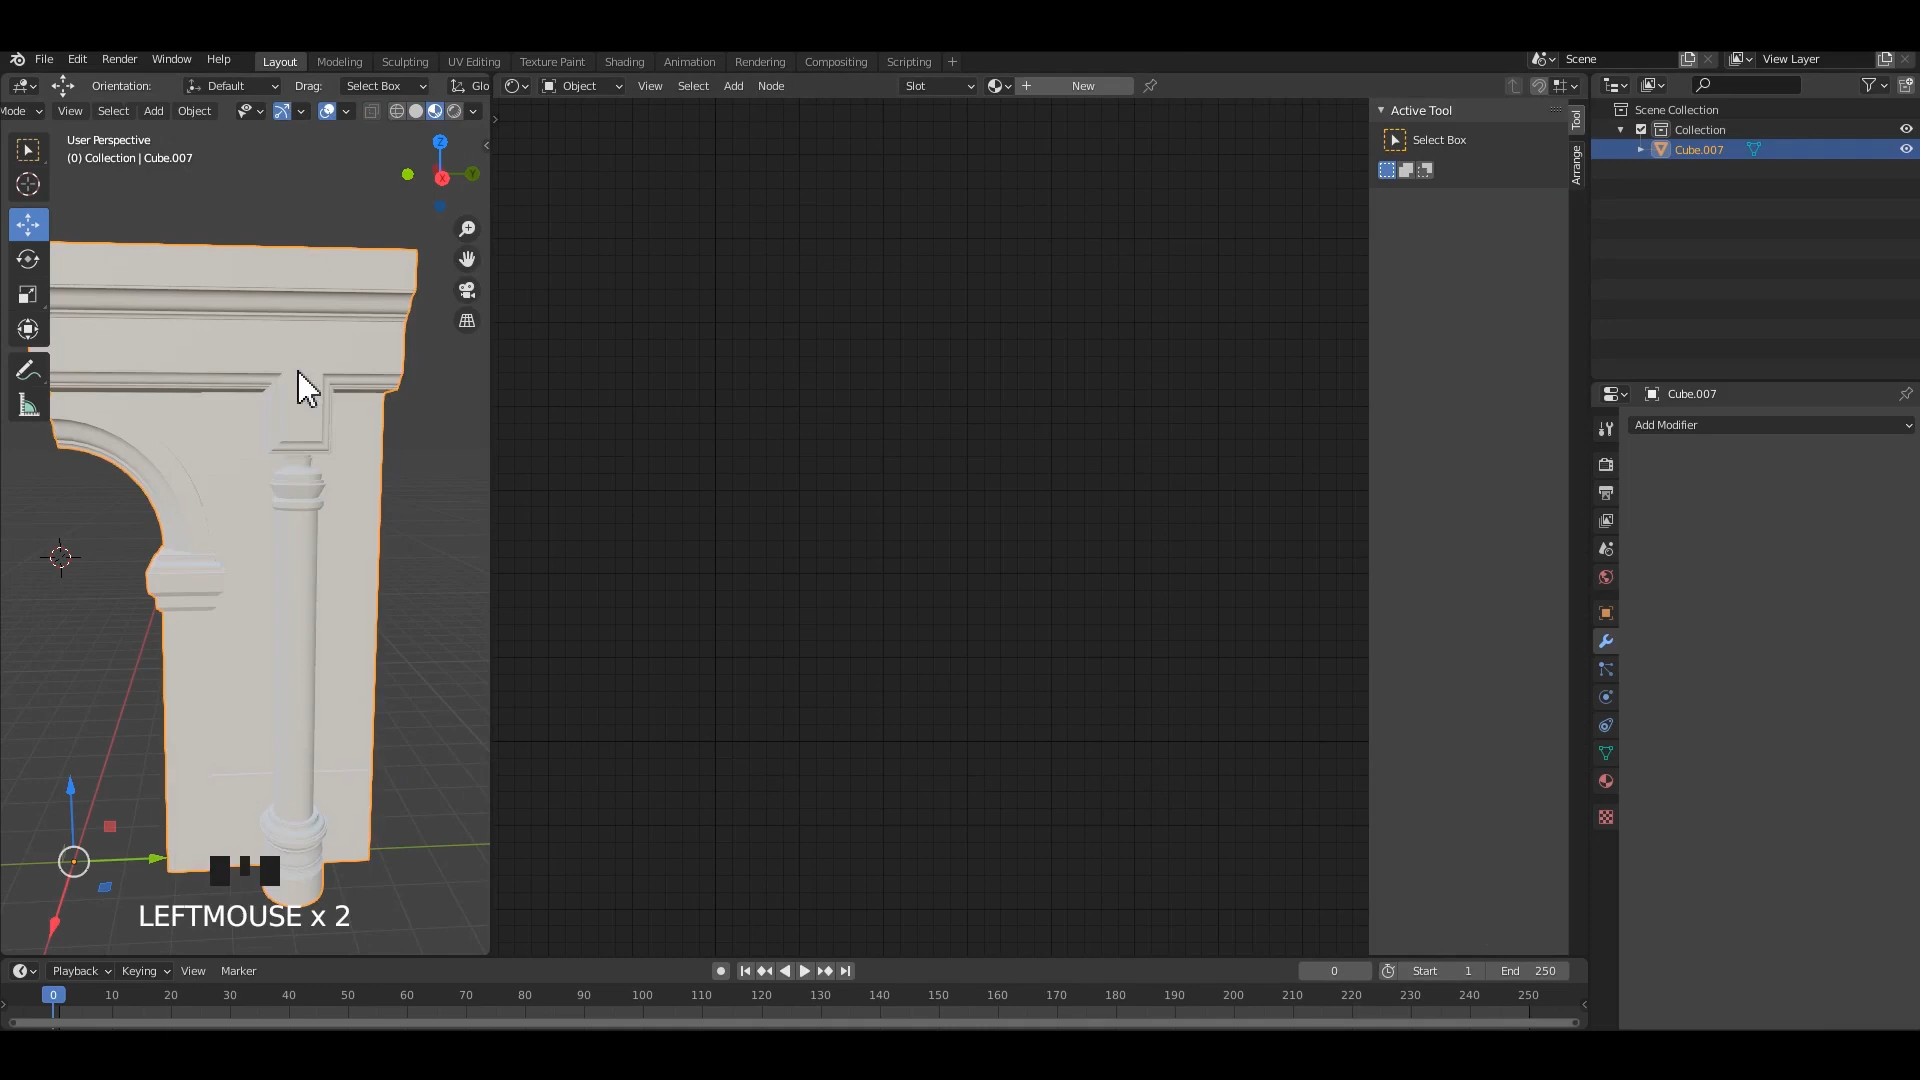 File Edit Render Window Help Layout Modeling Sculpting UV Editing Texture Paint Shading Animation Rendering Compositing Scripting + Scene View Layer
Orientation: Default Drag: Select Box Glo Object View Select Add Node Slot New
Mode View Select Add Object
User Perspective
(0) Collection | Cube.007
Z
X
Y
Active Tool
Select Box
Tool
Arrange
Scene Collection
Collection
Cube.007
Cube.007
Add Modifier
LEFTMOUSE x 2
Playback Keying View Marker 0 Start 1 End 250
0 10 20 30 40 50 60 70 80 90 100 110 120 130 140 150 160 170 180 190 200 210 220 230 240 250